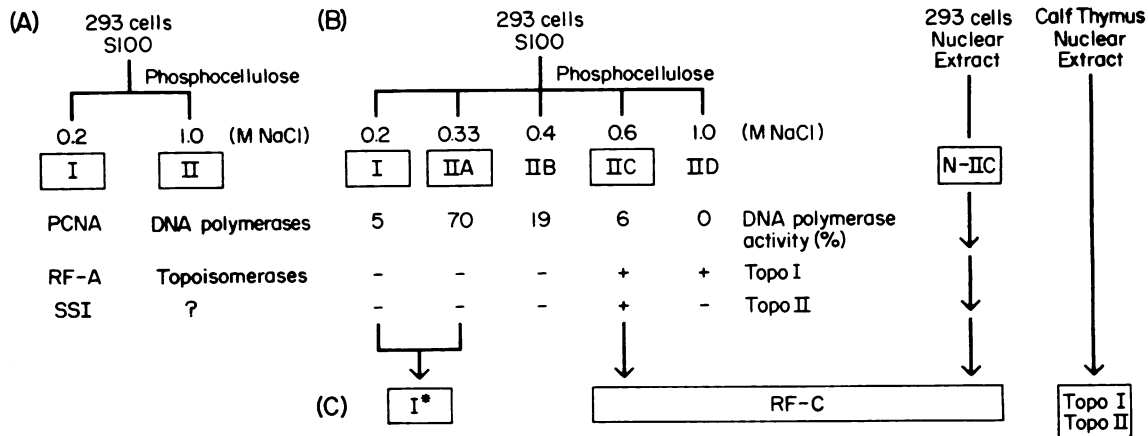 (A)
293 cells
S100
Phosphocellulose
0.2 1.0 (M NaCl)
I II
PCNA DNA polymerases
RF-A Topoisomerases
SSI ?
(B)
293 cells
S100
Phosphocellulose
0.2 0.33 0.4 0.6 1.0 (M NaCl)
I IIA IIB IIC IID
5 70 19 6 0 DNA polymerase
activity (%)
- - - + + Topo I
- - - + - Topo II
293 cells
Nuclear
Extract
N-IIC
Calf Thymus
Nuclear
Extract
(C)
I*
RF-C
Topo I
Topo II